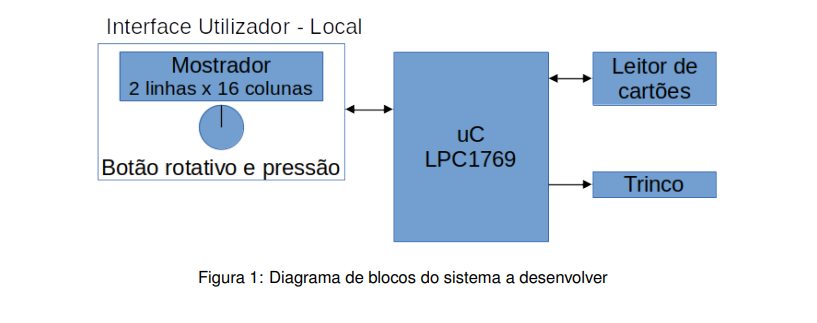 Interface Utilizador - Local
Mostrador
2 linhas x 16 colunas
Botão rotativo e pressão
uC
LPC1769
Leitor de
cartões
Trinco
Figura 1: Diagrama de blocos do sistema a desenvolver